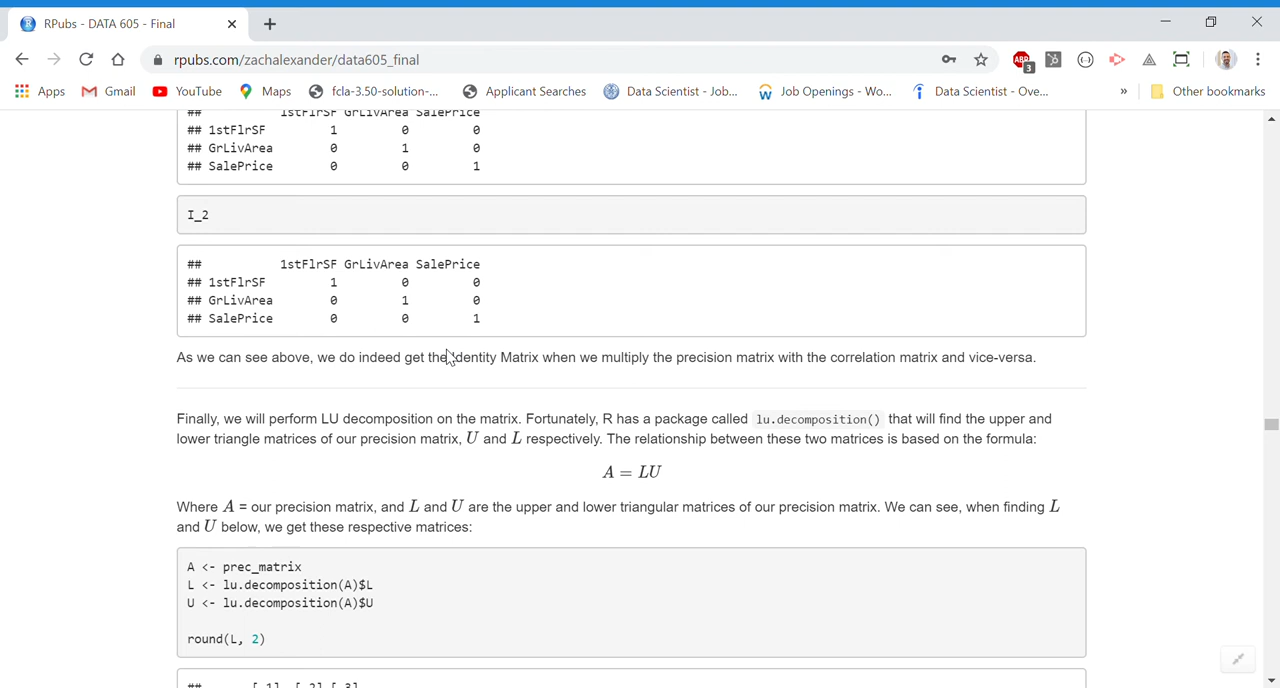 RPubs - DATA 605 - Final
rpubs.com/zachalexander/data605_final
ABP 3
Apps Gmail YouTube Maps fcla-3.50-solution-... Applicant Searches Data Scientist - Job... Job Openings - Wo... Data Scientist - Ove... » Other bookmarks
## 1stFlrSF GrLivArea SalePrice
## 1stFlrSF 1 0 0
## GrLivArea 0 1 0
## SalePrice 0 0 1
I_2
## 1stFlrSF GrLivArea SalePrice
## 1stFlrSF 1 0 0
## GrLivArea 0 1 0
## SalePrice 0 0 1
As we can see above, we do indeed get the Identity Matrix when we multiply the precision matrix with the correlation matrix and vice-versa.
Finally, we will perform LU decomposition on the matrix. Fortunately, R has a package called lu.decomposition() that will find the upper and
lower triangle matrices of our precision matrix, U and L respectively. The relationship between these two matrices is based on the formula:
A = LU
Where A = our precision matrix, and L and U are the upper and lower triangular matrices of our precision matrix. We can see, when finding L
and U below, we get these respective matrices:
A <- prec_matrix
L <- lu.decomposition(A)$L
U <- lu.decomposition(A)$U
round(L, 2)
## [,1] [,2] [,3]